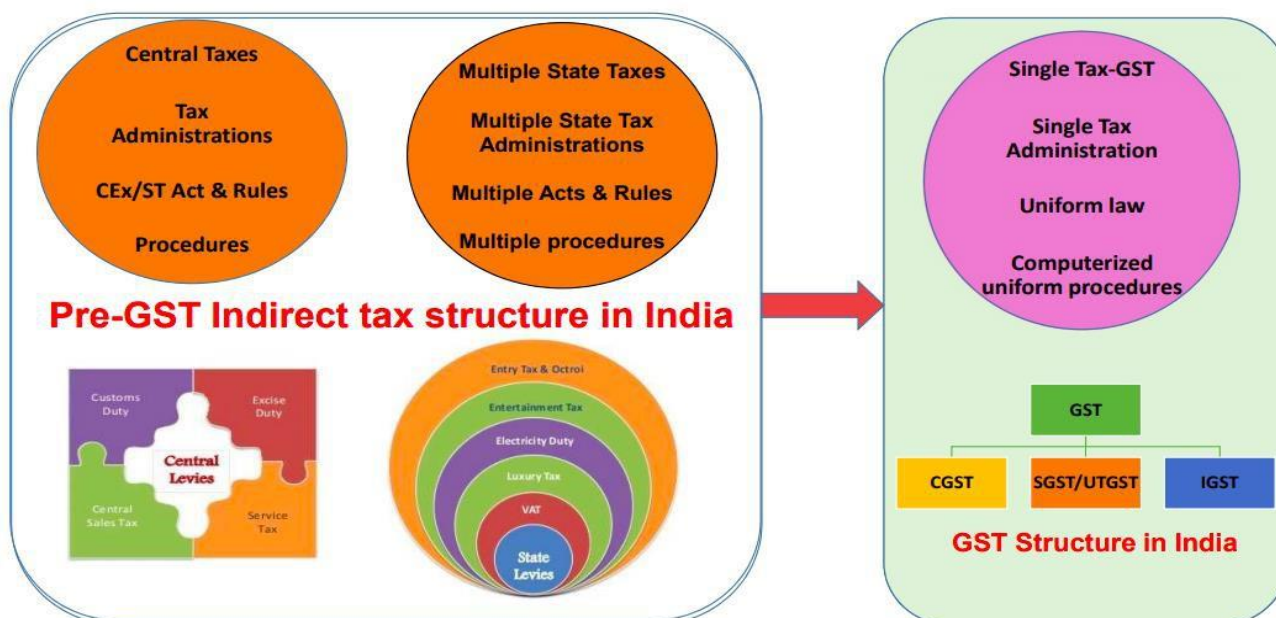 Central Taxes
Tax
Administrations
CEx/ST Act & Rules
Procedures
Multiple State Taxes
Multiple State Tax
Administrations
Multiple Acts & Rules
Multiple procedures
Pre-GST Indirect tax structure in India
Customs
Duty
Excise
Duty
Central
Levies
Central
Sales Tax
Service
Tax
Entry Tax & Octroi
Entertainment Tax
Electricity Duty
Luxury Tax
VAT
State
Levies
Single Tax-GST
Single Tax
Administration
Uniform law
Computerized
uniform procedures
GST
CGST
SGST/UTGST
IGST
GST Structure in India